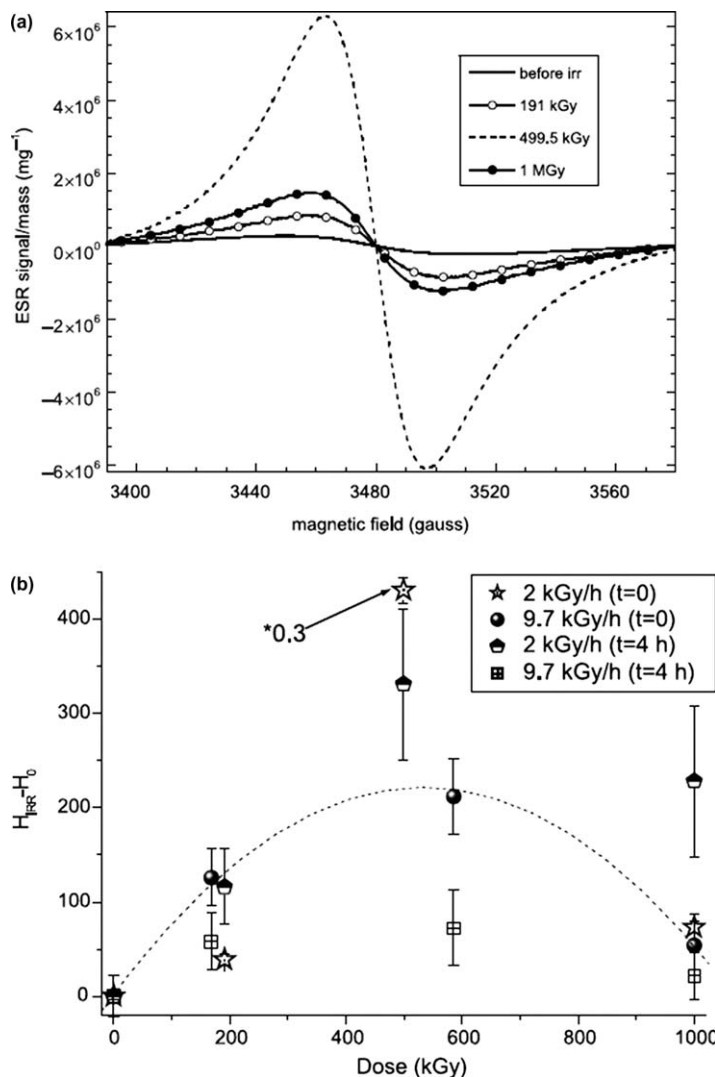 (a)
6×10⁶
4×10⁶
2×10⁶
0×10⁰
−2×10⁶
−4×10⁶
−6×10⁶
ESR signal/mass (mg⁻¹)
before irr
191 kGy
499.5 kGy
1 MGy
3400 3440 3480 3520 3560
magnetic field (gauss)
(b)
400
300
200
100
0
H_IRR-H_0
*0.3
2 kGy/h (t=0)
9.7 kGy/h (t=0)
2 kGy/h (t=4 h)
9.7 kGy/h (t=4 h)
0 200 400 600 800 1000
Dose (kGy)